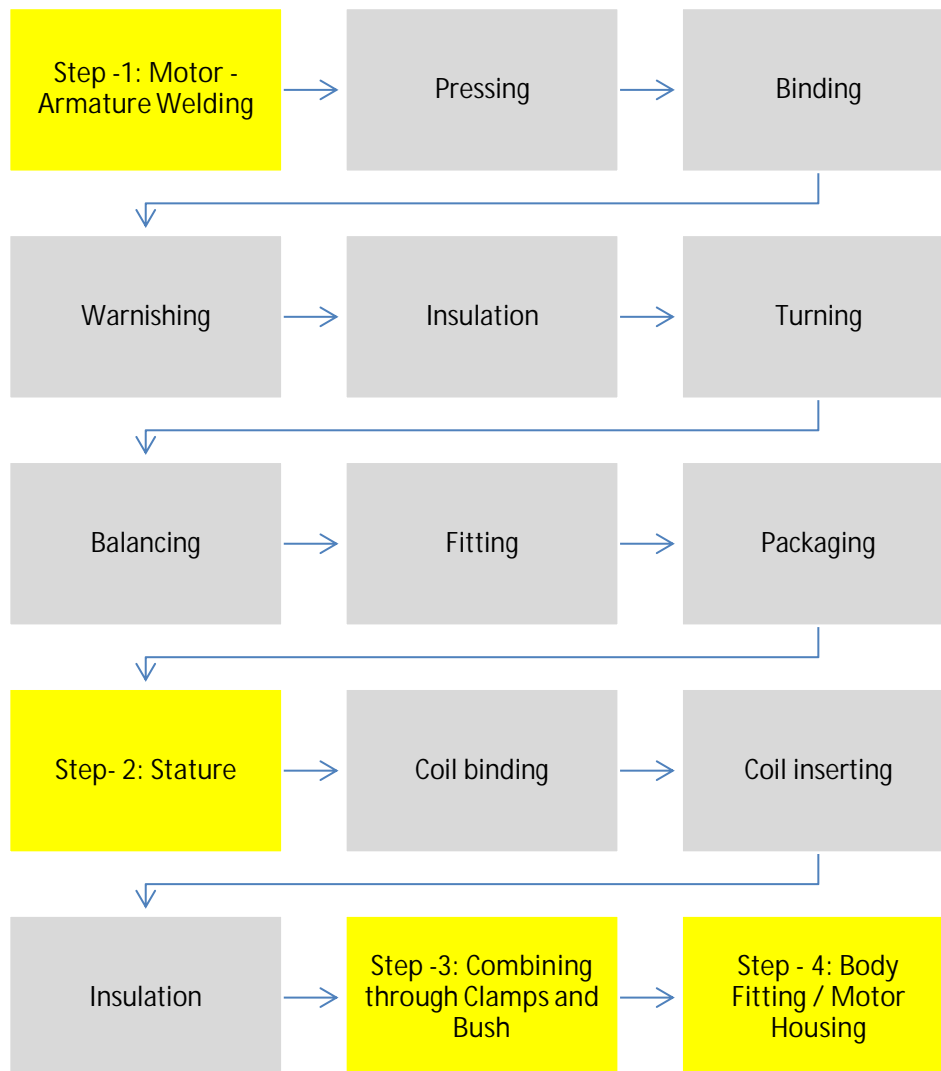 Step -1: Motor -
Armature Welding
Pressing
Binding
Warnishing
Insulation
Turning
Balancing
Fitting
Packaging
Step- 2: Stature
Coil binding
Coil inserting
Insulation
Step -3: Combining
through Clamps and
Bush
Step - 4: Body
Fitting / Motor
Housing